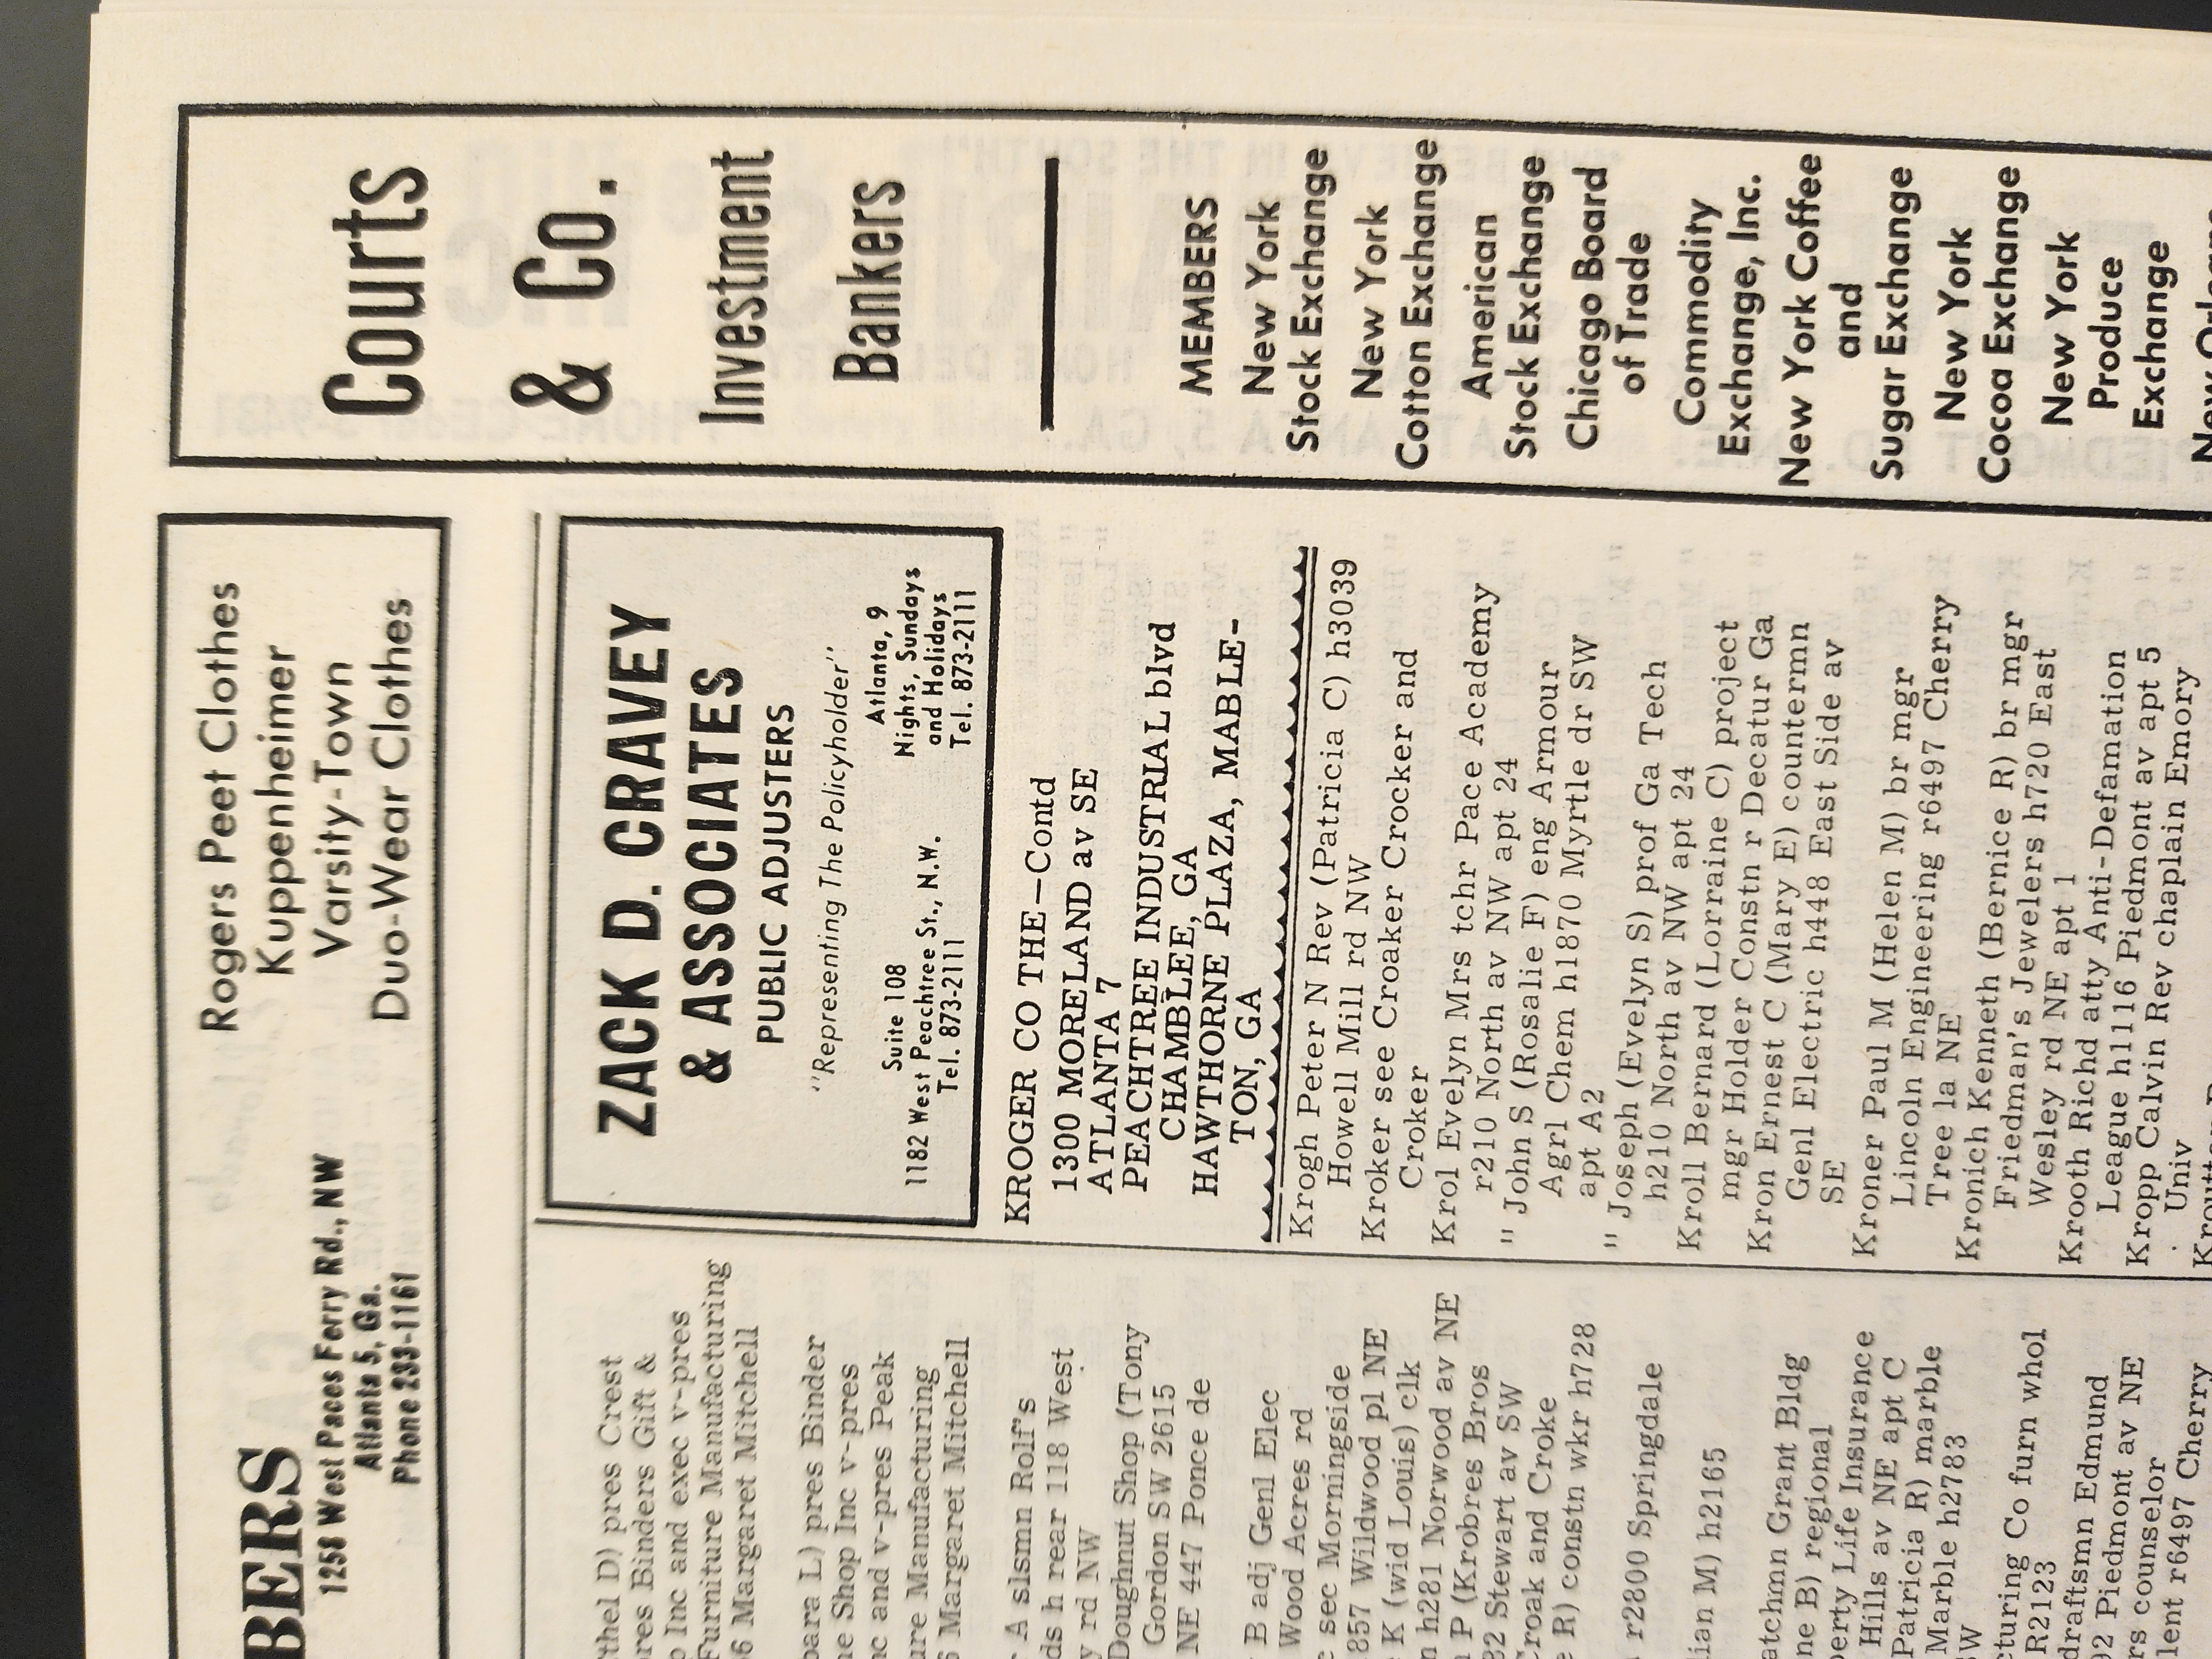 BERS
1258 West Paces Ferry Rd., NW
Atlanta 5, Ga.
Phone 233-1161
Rogers Peet Clothes
Kuppenheimer
Varsity-Town
Duo-Wear Clothes
thel D) pres Crest
res Binders Gift &
p Inc and exec v-pres
Furniture Manufacturing
6 Margaret Mitchell
bara L) pres Binder
ne Shop Inc v-pres
nc and v-pres Peak
ure Manufacturing
6 Margaret Mitchell
A slsmn Rolf's
ds h rear 118 West
y rd NW
Doughnut Shop (Tony
Gordon SW 2615
NE 447 Ponce de
B adj Genl Elec
Wood Acres rd
sec Morningside
857 Wildwood pl NE
K (wid Louis) clk
n h281 Norwood av NE
P (Krobres Bros
82 Stewart av SW
Croak and Croke
e R) constn wkr h728
r2800 Springdale
lian M) h2165
atchmn Grant Bldg
ne B) regional
perty Life Insurance
Hills av NE apt C
Patricia R) marble
Marble h2783
SW
cturing Co furn whol
R2123
draftsmn Edmund
92 Piedmont av NE
rs counselor
lent r6497 Cherry
ZACK D. CRAVEY
& ASSOCIATES
PUBLIC ADJUSTERS
"Representing The Policyholder"
Suite 108
1182 West Peachtree St., N.W.
Tel. 873-2111
Atlanta, 9
Nights, Sundays
and Holidays
Tel. 873-2111
KROGER CO THE—Contd
1300 MORELAND av SE
ATLANTA 7
PEACHTREE INDUSTRIAL blvd
CHAMBLEE, GA
HAWTHORNE PLAZA, MABLE-
TON, GA
Krogh Peter N Rev (Patricia C) h3039
Howell Mill rd NW
Kroker see Croaker Crocker and
Croker
Krol Evelyn Mrs tchr Pace Academy
r210 North av NW apt 24
" John S (Rosalie F) eng Armour
Agrl Chem h1870 Myrtle dr SW
apt A2
" Joseph (Evelyn S) prof Ga Tech
h210 North av NW apt 24
Kroll Bernard (Lorraine C) project
mgr Holder Constn r Decatur Ga
Kron Ernest C (Mary E) countermn
Genl Electric h448 East Side av
SE
Kroner Paul M (Helen M) br mgr
Lincoln Engineering r6497 Cherry
Tree la NE
Kronich Kenneth (Bernice R) br mgr
Friedman's Jewelers h720 East
Wesley rd NE apt 1
Krooth Richd atty Anti-Defamation
League h1116 Piedmont av apt 5
Kropp Calvin Rev chaplain Emory
Univ
Courts
& Co.
Investment
Bankers
MEMBERS
New York
Stock Exchange
New York
Cotton Exchange
American
Stock Exchange
Chicago Board
of Trade
Commodity
Exchange, Inc.
New York Coffee
and
Sugar Exchange
New York
Cocoa Exchange
New York
Produce
Exchange